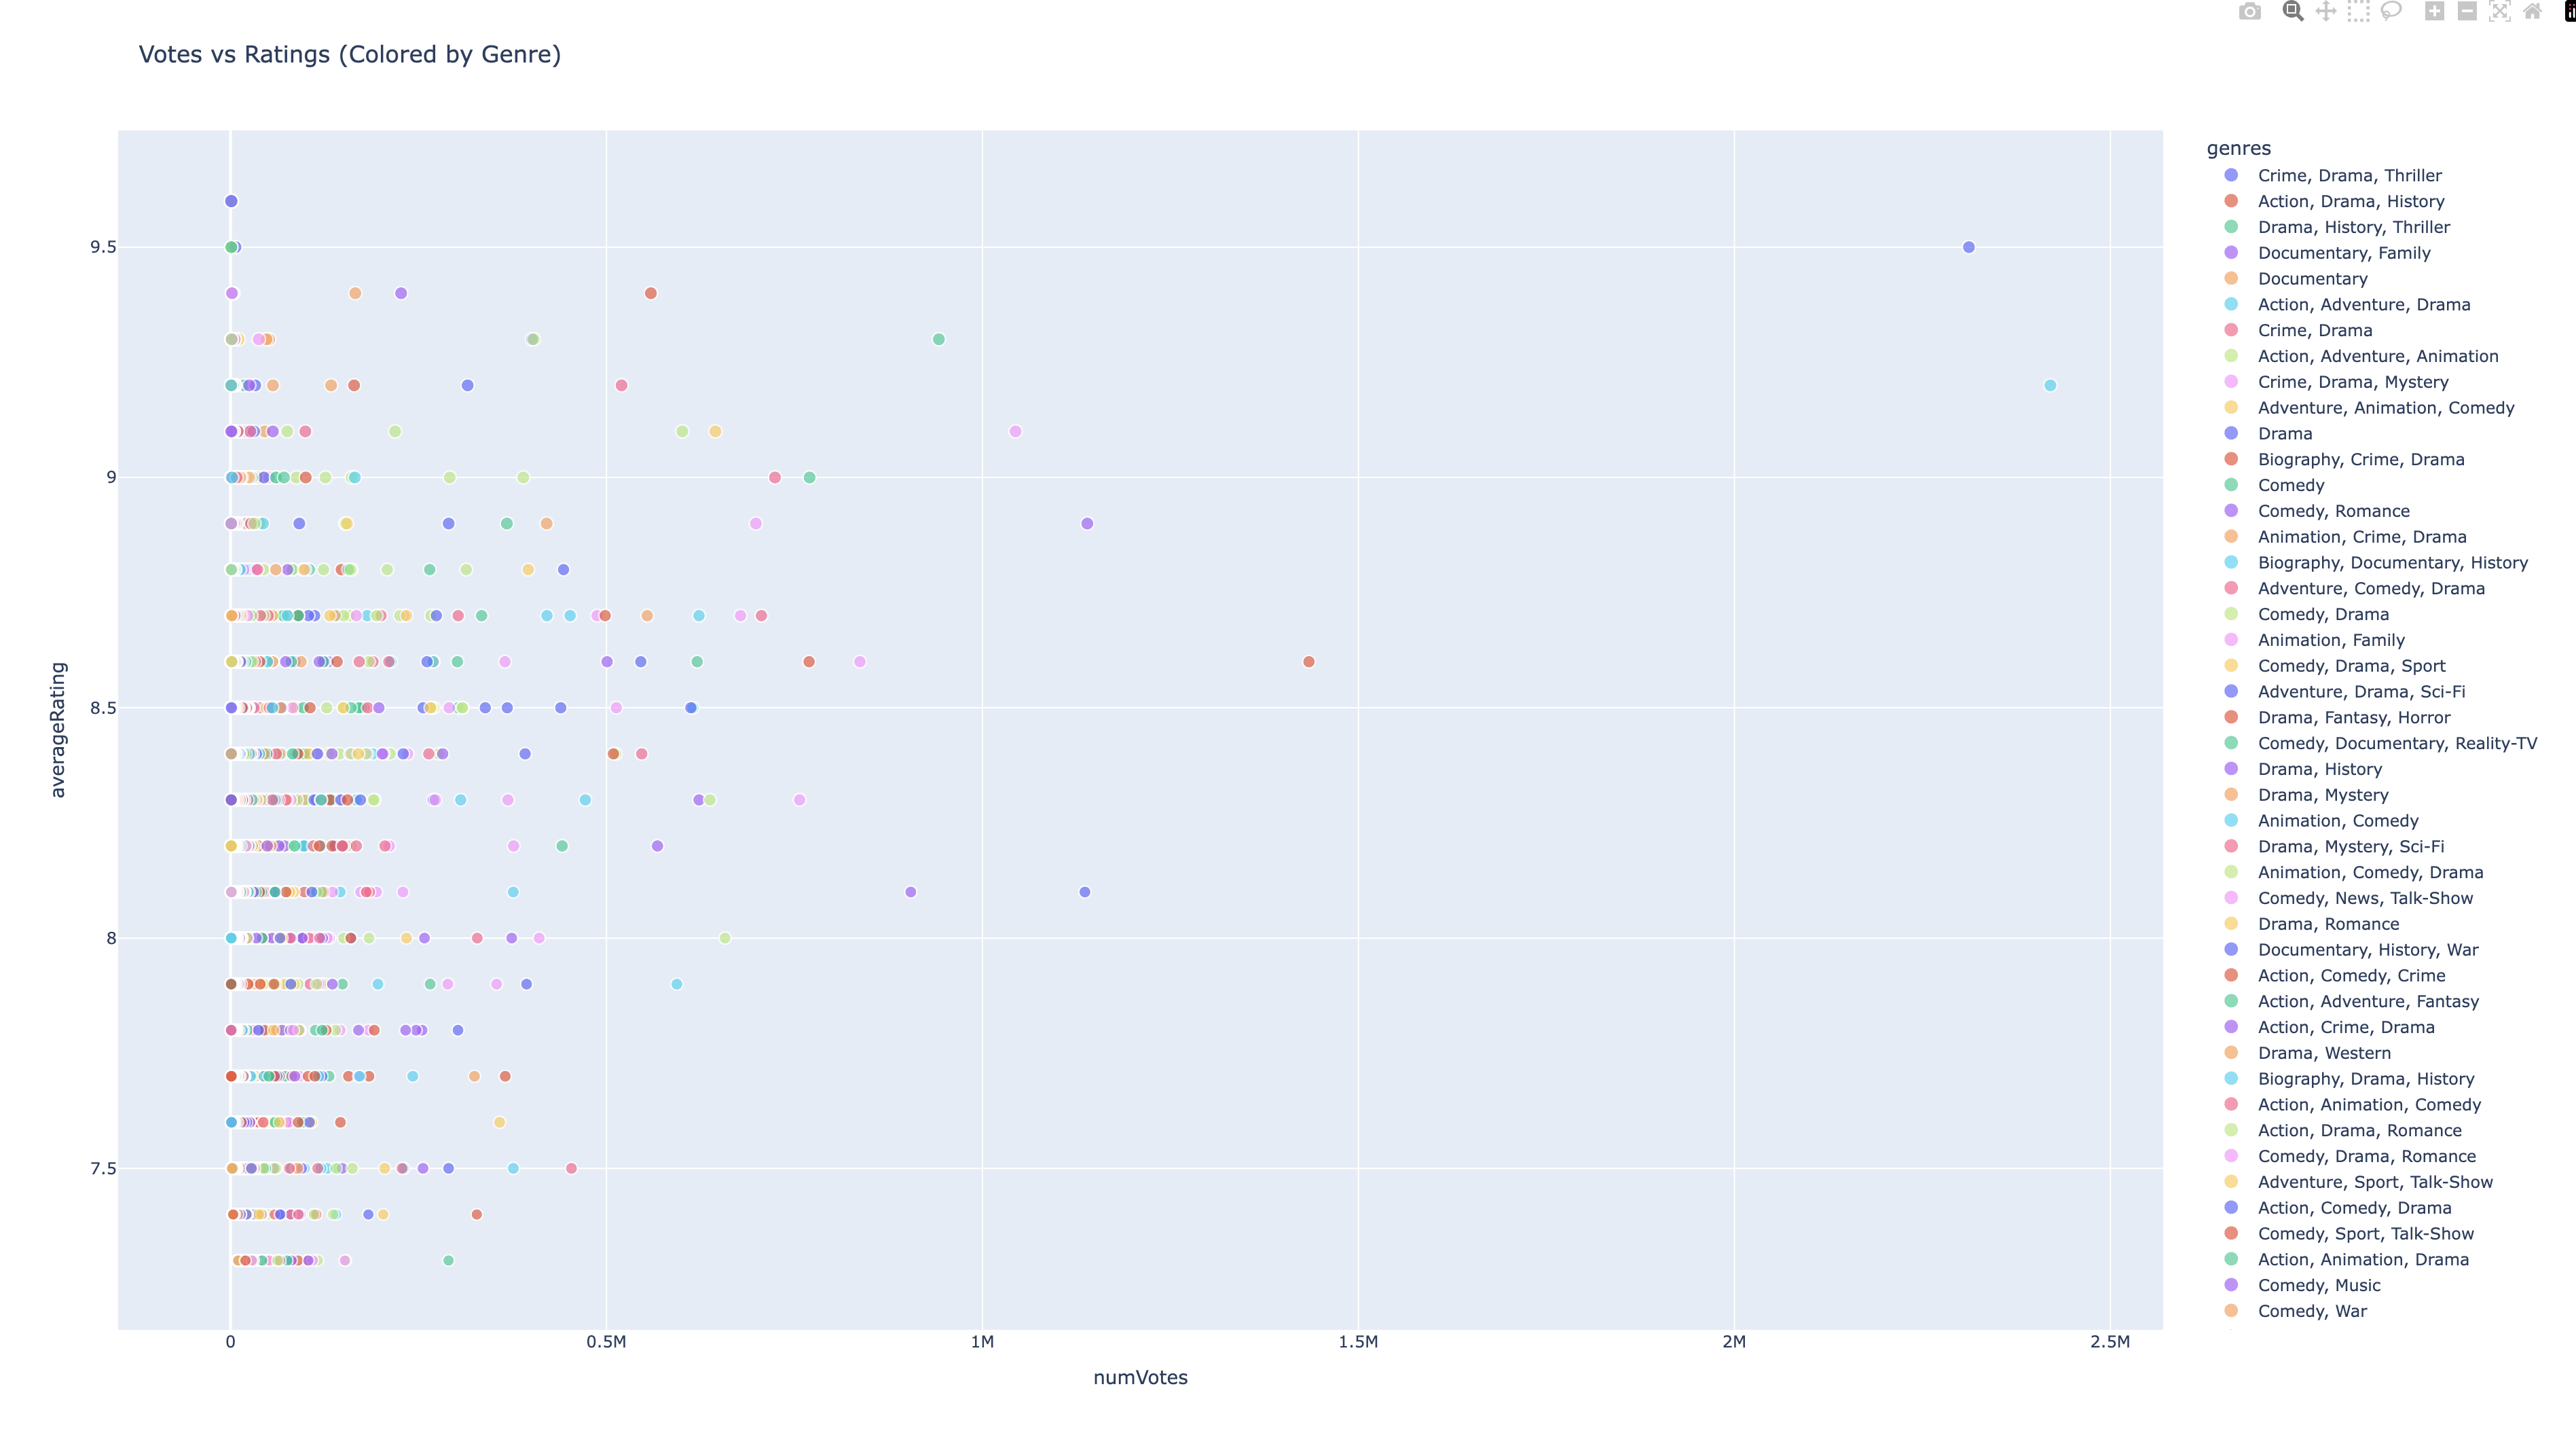 Votes vs Ratings (Colored by Genre)
averageRating
9.5
9
8.5
8
7.5
0
0.5M
1M
1.5M
2M
2.5M
numVotes
genres
Crime, Drama, Thriller
Action, Drama, History
Drama, History, Thriller
Documentary, Family
Documentary
Action, Adventure, Drama
Crime, Drama
Action, Adventure, Animation
Crime, Drama, Mystery
Adventure, Animation, Comedy
Drama
Biography, Crime, Drama
Comedy
Comedy, Romance
Animation, Crime, Drama
Biography, Documentary, History
Adventure, Comedy, Drama
Comedy, Drama
Animation, Family
Comedy, Drama, Sport
Adventure, Drama, Sci-Fi
Drama, Fantasy, Horror
Comedy, Documentary, Reality-TV
Drama, History
Drama, Mystery
Animation, Comedy
Drama, Mystery, Sci-Fi
Animation, Comedy, Drama
Comedy, News, Talk-Show
Drama, Romance
Documentary, History, War
Action, Comedy, Crime
Action, Adventure, Fantasy
Action, Crime, Drama
Drama, Western
Biography, Drama, History
Action, Animation, Comedy
Action, Drama, Romance
Comedy, Drama, Romance
Adventure, Sport, Talk-Show
Action, Comedy, Drama
Comedy, Sport, Talk-Show
Action, Animation, Drama
Comedy, Music
Comedy, War